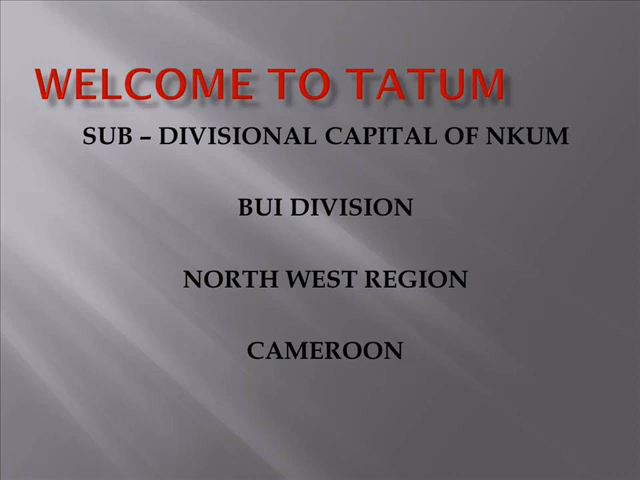 WELCOME TO TATUM
SUB – DIVISIONAL CAPITAL OF NKUM
BUI DIVISION
NORTH WEST REGION
CAMEROON